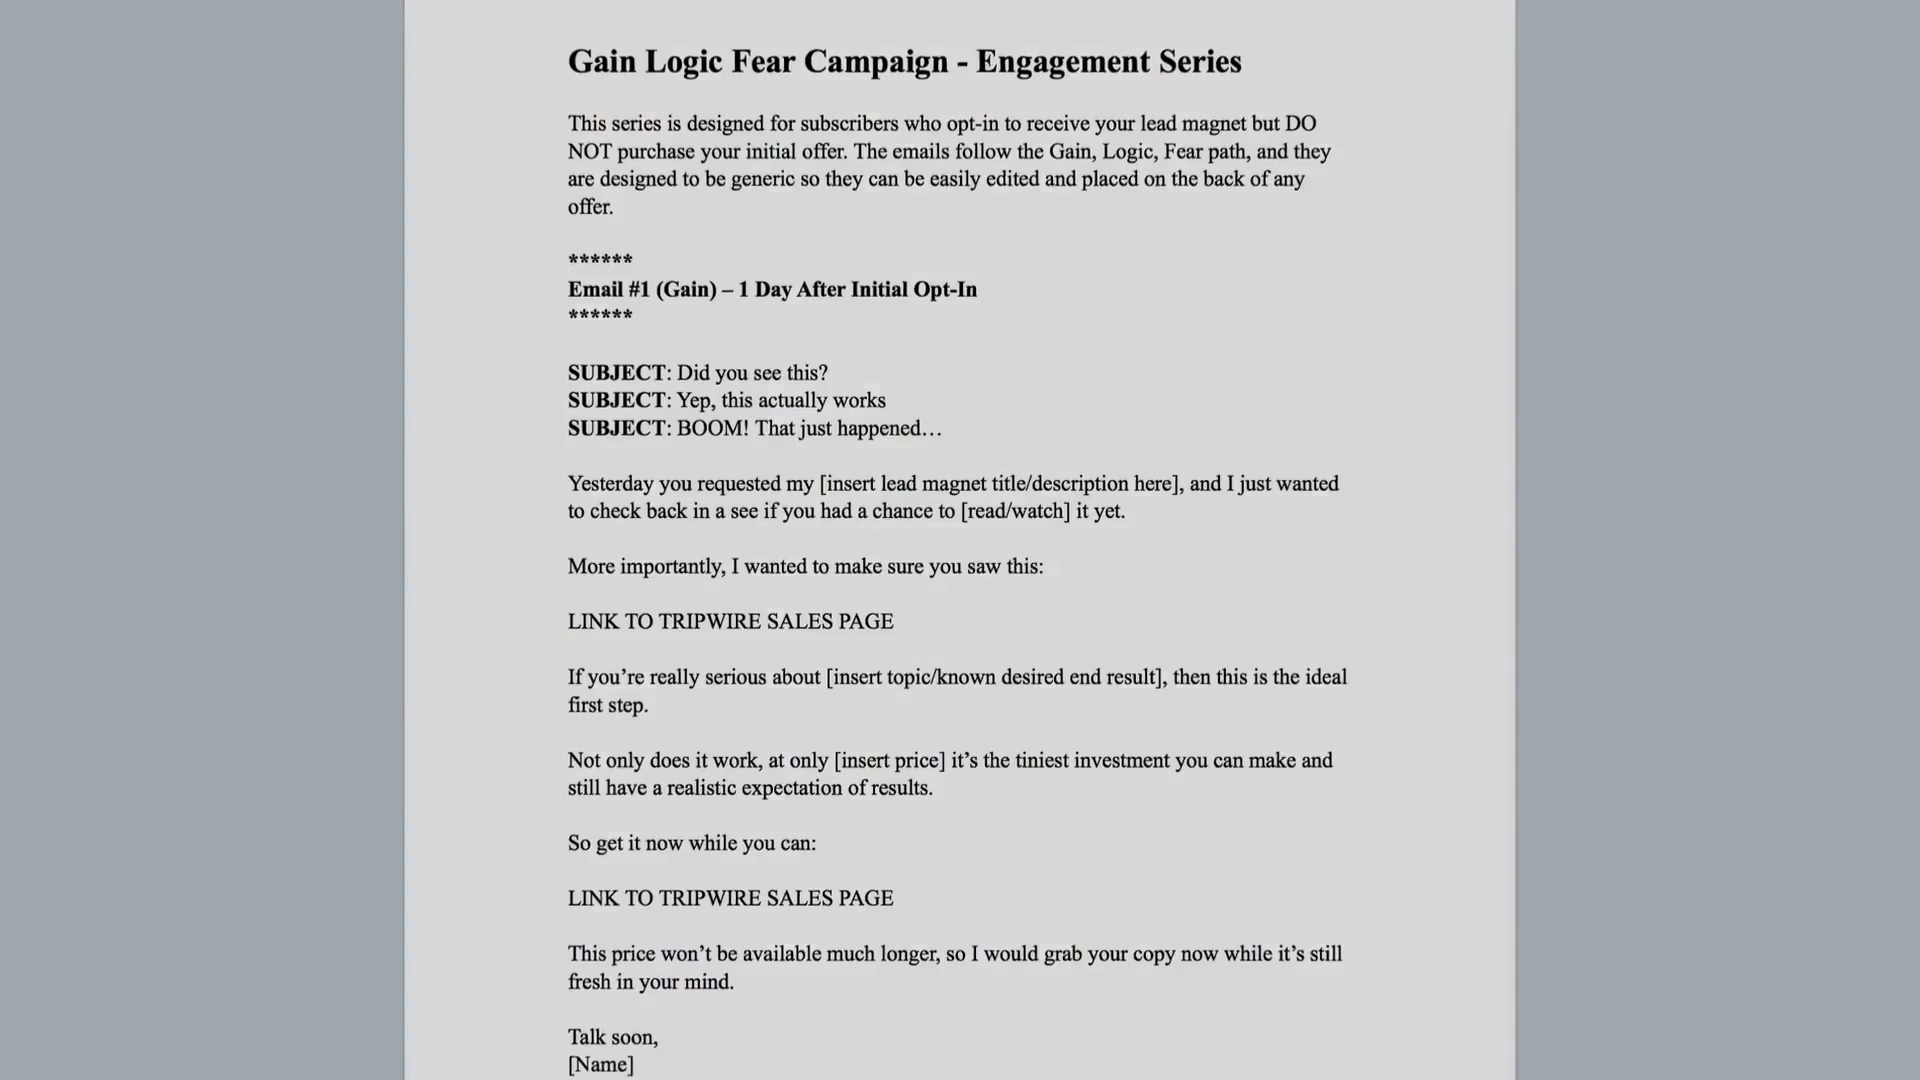 Gain Logic Fear Campaign - Engagement Series
This series is designed for subscribers who opt-in to receive your lead magnet but DO
NOT purchase your initial offer. The emails follow the Gain, Logic, Fear path, and they
are designed to be generic so they can be easily edited and placed on the back of any
offer.
******
Email #1 (Gain) – 1 Day After Initial Opt-In
******
SUBJECT: Did you see this?
SUBJECT: Yep, this actually works
SUBJECT: BOOM! That just happened…
Yesterday you requested my [insert lead magnet title/description here], and I just wanted
to check back in a see if you had a chance to [read/watch] it yet.
More importantly, I wanted to make sure you saw this:
LINK TO TRIPWIRE SALES PAGE
If you’re really serious about [insert topic/known desired end result], then this is the ideal
first step.
Not only does it work, at only [insert price] it’s the tiniest investment you can make and
still have a realistic expectation of results.
So get it now while you can:
LINK TO TRIPWIRE SALES PAGE
This price won’t be available much longer, so I would grab your copy now while it’s still
fresh in your mind.
Talk soon,
[Name]